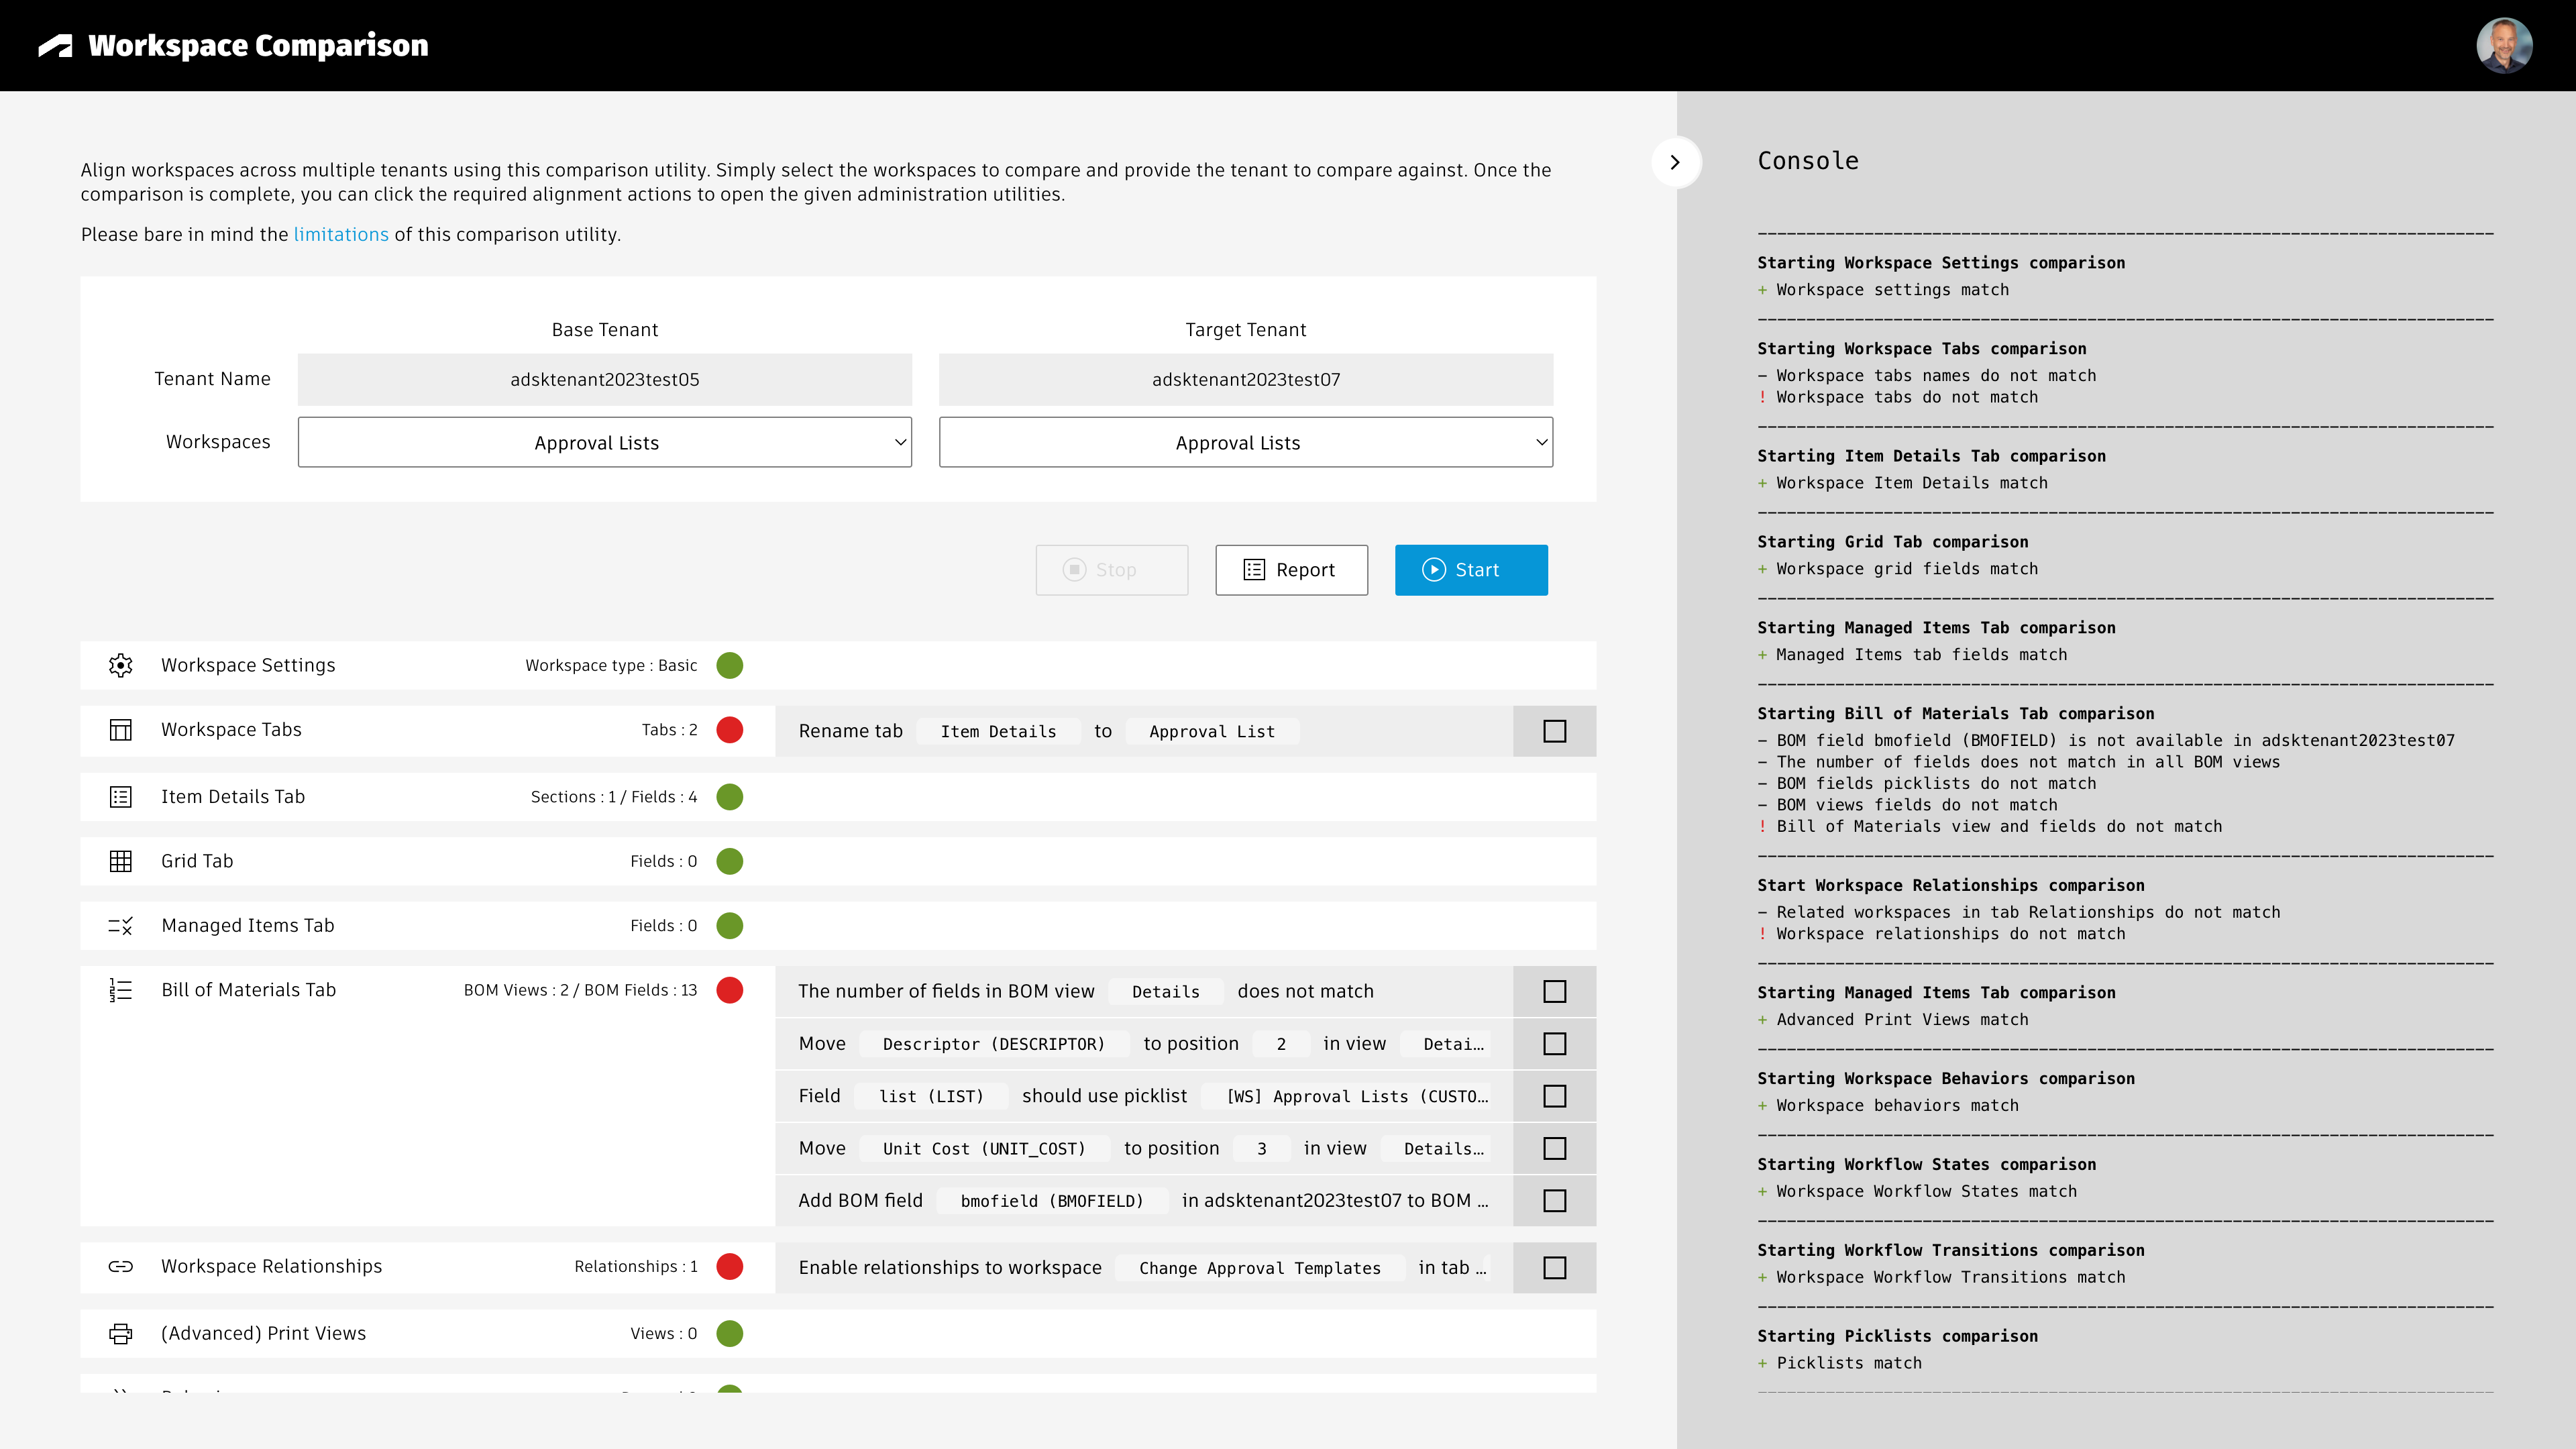 Workspace Comparison
Align workspaces across multiple tenants using this comparison utility. Simply select the workspaces to compare and provide the tenant to compare against. Once the
comparison is complete, you can click the required alignment actions to open the given administration utilities.
Please bare in mind the limitations of this comparison utility.
Base Tenant
Target Tenant
Tenant Name
adsktenant2023test05
adsktenant2023test07
Workspaces
Approval Lists
Approval Lists
Stop
Report
Start
Workspace Settings
Workspace type : Basic
Workspace Tabs
Tabs : 2
Rename tab Item Details to Approval List
Item Details Tab
Sections : 1 / Fields : 4
Grid Tab
Fields : 0
Managed Items Tab
Fields : 0
Bill of Materials Tab
BOM Views : 2 / BOM Fields : 13
The number of fields in BOM view Details does not match
Move Descriptor (DESCRIPTOR) to position 2 in view Detai…
Field list (LIST) should use picklist [WS] Approval Lists (CUSTO…
Move Unit Cost (UNIT_COST) to position 3 in view Details…
Add BOM field bmofield (BMOFIELD) in adsktenant2023test07 to BOM …
Workspace Relationships
Relationships : 1
Enable relationships to workspace Change Approval Templates in tab …
(Advanced) Print Views
Views : 0
Console
Starting Workspace Settings comparison
+ Workspace settings match
Starting Workspace Tabs comparison
– Workspace tabs names do not match
! Workspace tabs do not match
Starting Item Details Tab comparison
+ Workspace Item Details match
Starting Grid Tab comparison
+ Workspace grid fields match
Starting Managed Items Tab comparison
+ Managed Items tab fields match
Starting Bill of Materials Tab comparison
– BOM field bmofield (BMOFIELD) is not available in adsktenant2023test07
– The number of fields does not match in all BOM views
– BOM fields picklists do not match
– BOM views fields do not match
! Bill of Materials view and fields do not match
Start Workspace Relationships comparison
– Related workspaces in tab Relationships do not match
! Workspace relationships do not match
Starting Managed Items Tab comparison
+ Advanced Print Views match
Starting Workspace Behaviors comparison
+ Workspace behaviors match
Starting Workflow States comparison
+ Workspace Workflow States match
Starting Workflow Transitions comparison
+ Workspace Workflow Transitions match
Starting Picklists comparison
+ Picklists match